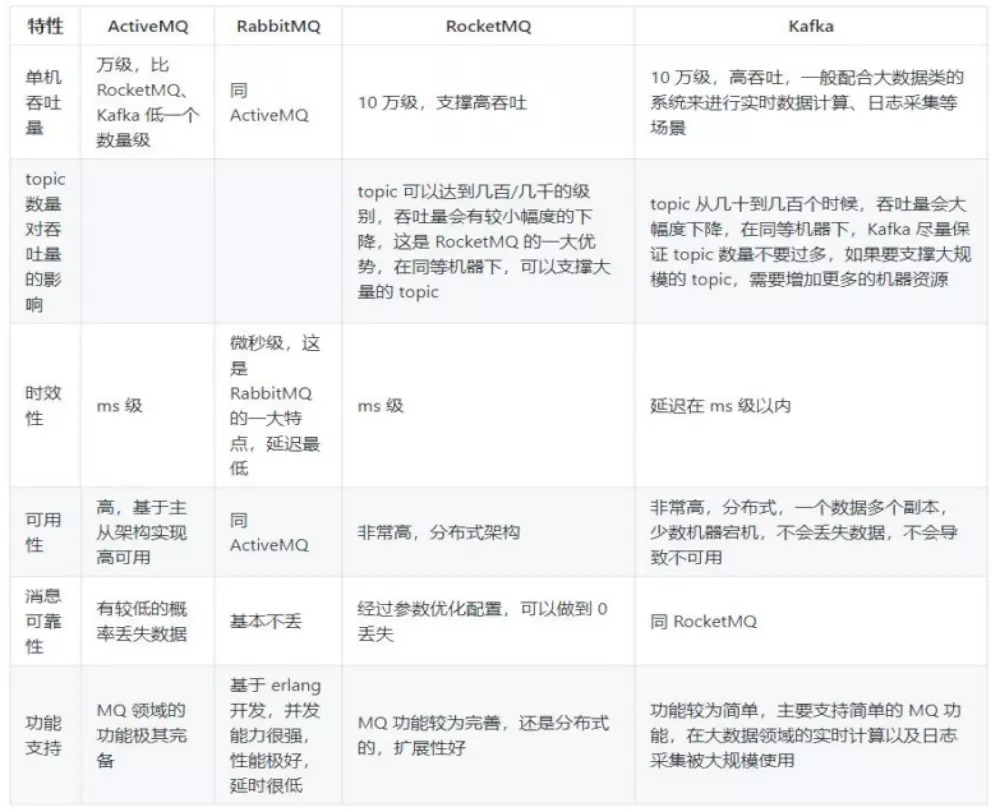 特性
ActiveMQ
RabbitMQ
RocketMQ
Kafka
单机
吞吐
量
万级，比
RocketMQ、
Kafka 低一个
数量级
同
ActiveMQ
10 万级，支撑高吞吐
10 万级，高吞吐，一般配合大数据类的
系统来进行实时数据计算、日志采集等
场景
topic
数量
对吞
吐量
的影
响
topic 可以达到几百/几千的级
别，吞吐量会有较小幅度的下
降，这是 RocketMQ 的一大优
势，在同等机器下，可以支撑大
量的 topic
topic 从几十到几百个时候，吞吐量会大
幅度下降，在同等机器下，Kafka 尽量保
证 topic 数量不要过多，如果要支撑大规
模的 topic，需要增加更多的机器资源
时效
性
ms 级
微秒级，这
是
RabbitMQ
的一大特
点，延迟最
低
ms 级
延迟在 ms 级以内
可用
性
高，基于主
从架构实现
高可用
同
ActiveMQ
非常高，分布式架构
非常高，分布式，一个数据多个副本，
少数机器宕机，不会丢失数据，不会导
致不可用
消息
可靠
性
有较低的概
率丢失数据
基本不丢
经过参数优化配置，可以做到 0
丢失
同 RocketMQ
功能
支持
MQ 领域的
功能极其完
备
基于 erlang
开发，并发
能力很强，
性能极好，
延时很低
MQ 功能较为完善，还是分布式
的，扩展性好
功能较为简单，主要支持简单的 MQ 功
能，在大数据领域的实时计算以及日志
采集被大规模使用